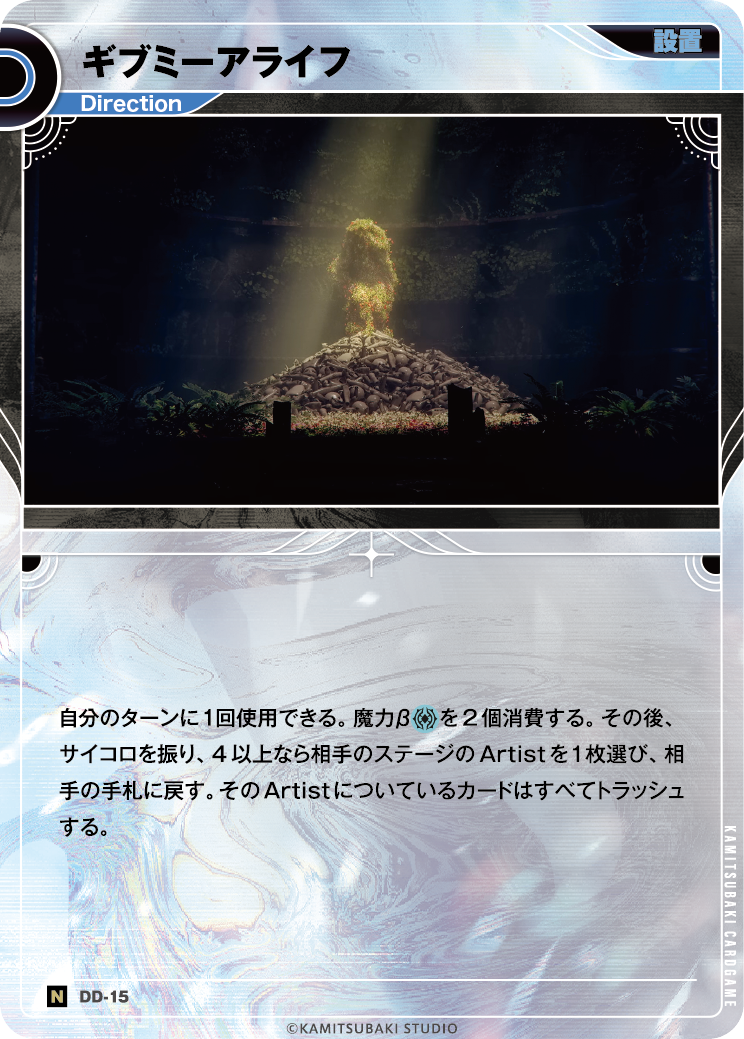 ギブミーアライフ
設置
Direction
自分のターンに1回使用できる。魔力βを2個消費する。その後、
サイコロを振り、4以上なら相手のステージのArtistを1枚選び、相
手の手札に戻す。そのArtistについているカードはすべてトラッシュ
する。
KAMITSUBAKI CARDGAME
N DD-15
©KAMITSUBAKI STUDIO